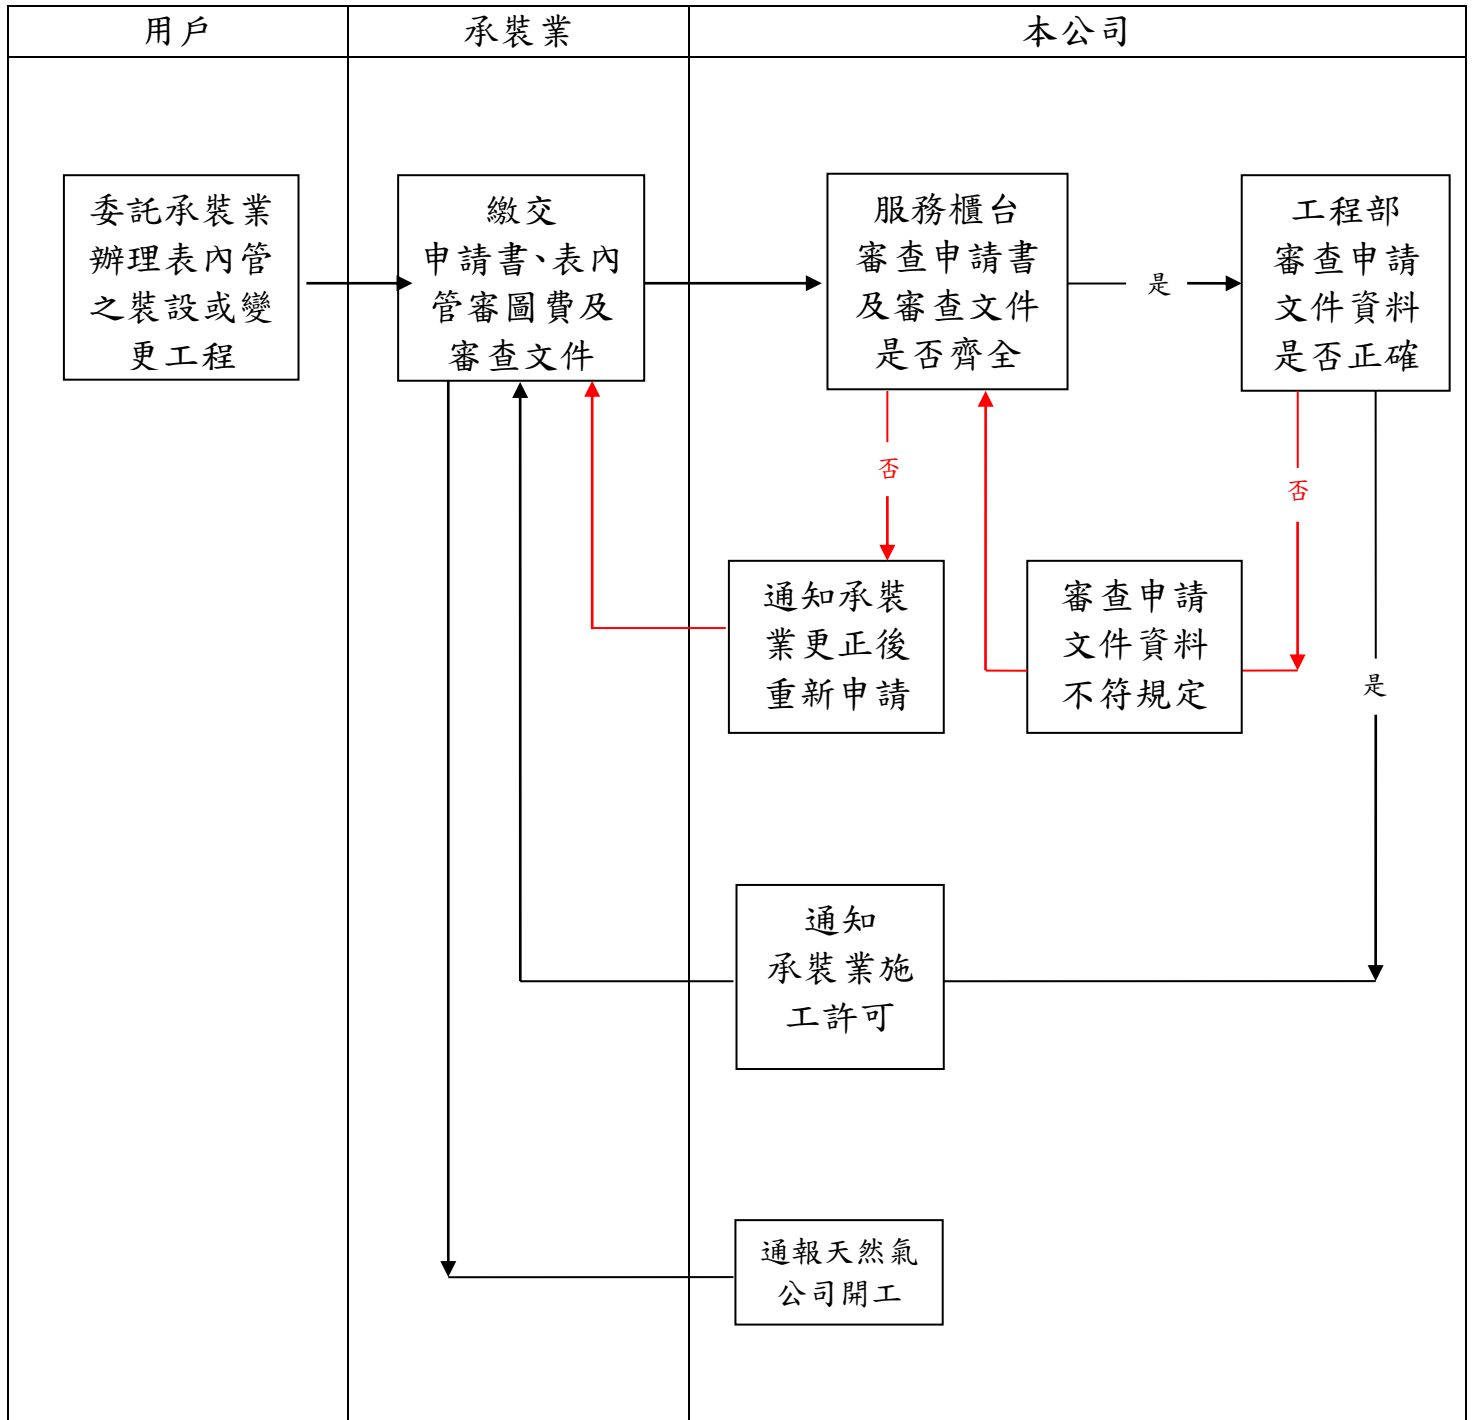 用戶
承裝業
本公司
委託承裝業
辦理表內管
之裝設或變
更工程
繳交
申請書、表內
管審圖費及
審查文件
服務櫃台
審查申請書
及審查文件
是否齊全
是
工程部
審查申請
文件資料
是否正確
否
否
通知承裝
業更正後
重新申請
審查申請
文件資料
不符規定
是
通知
承裝業施
工許可
通報天然氣
公司開工